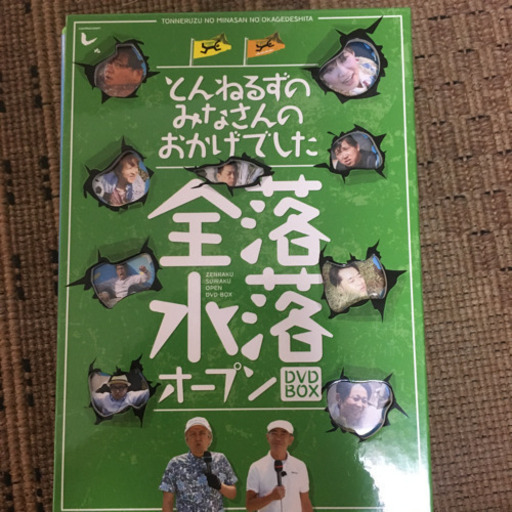 TONNERUZU NO MINASAN NO OKAGEDESHITA
とんねるずの
みなさんの
おかげでした
全落
水落
ZENRAKU
SUIRAKU
OPEN
DVD-BOX
オープン
DVD
BOX